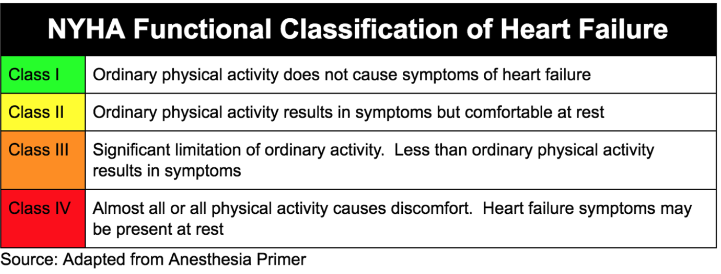 NYHA Functional Classification of Heart Failure
Class I Ordinary physical activity does not cause symptoms of heart failure
Class II Ordinary physical activity results in symptoms but comfortable at rest
Class III Significant limitation of ordinary activity.  Less than ordinary physical activity
results in symptoms
Class IV Almost all or all physical activity causes discomfort.  Heart failure symptoms may
be present at rest
Source: Adapted from Anesthesia Primer